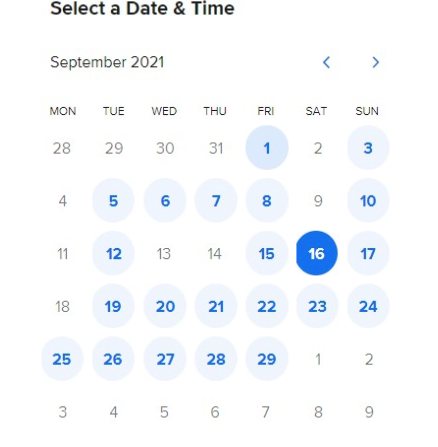 Select a Date & Time
September 2021
MON TUE WED THU FRI SAT SUN
28 29 30 31 1 2 3
4 5 6 7 8 9 10
11 12 13 14 15 16 17
18 19 20 21 22 23 24
25 26 27 28 29 1 2
3 4 5 6 7 8 9